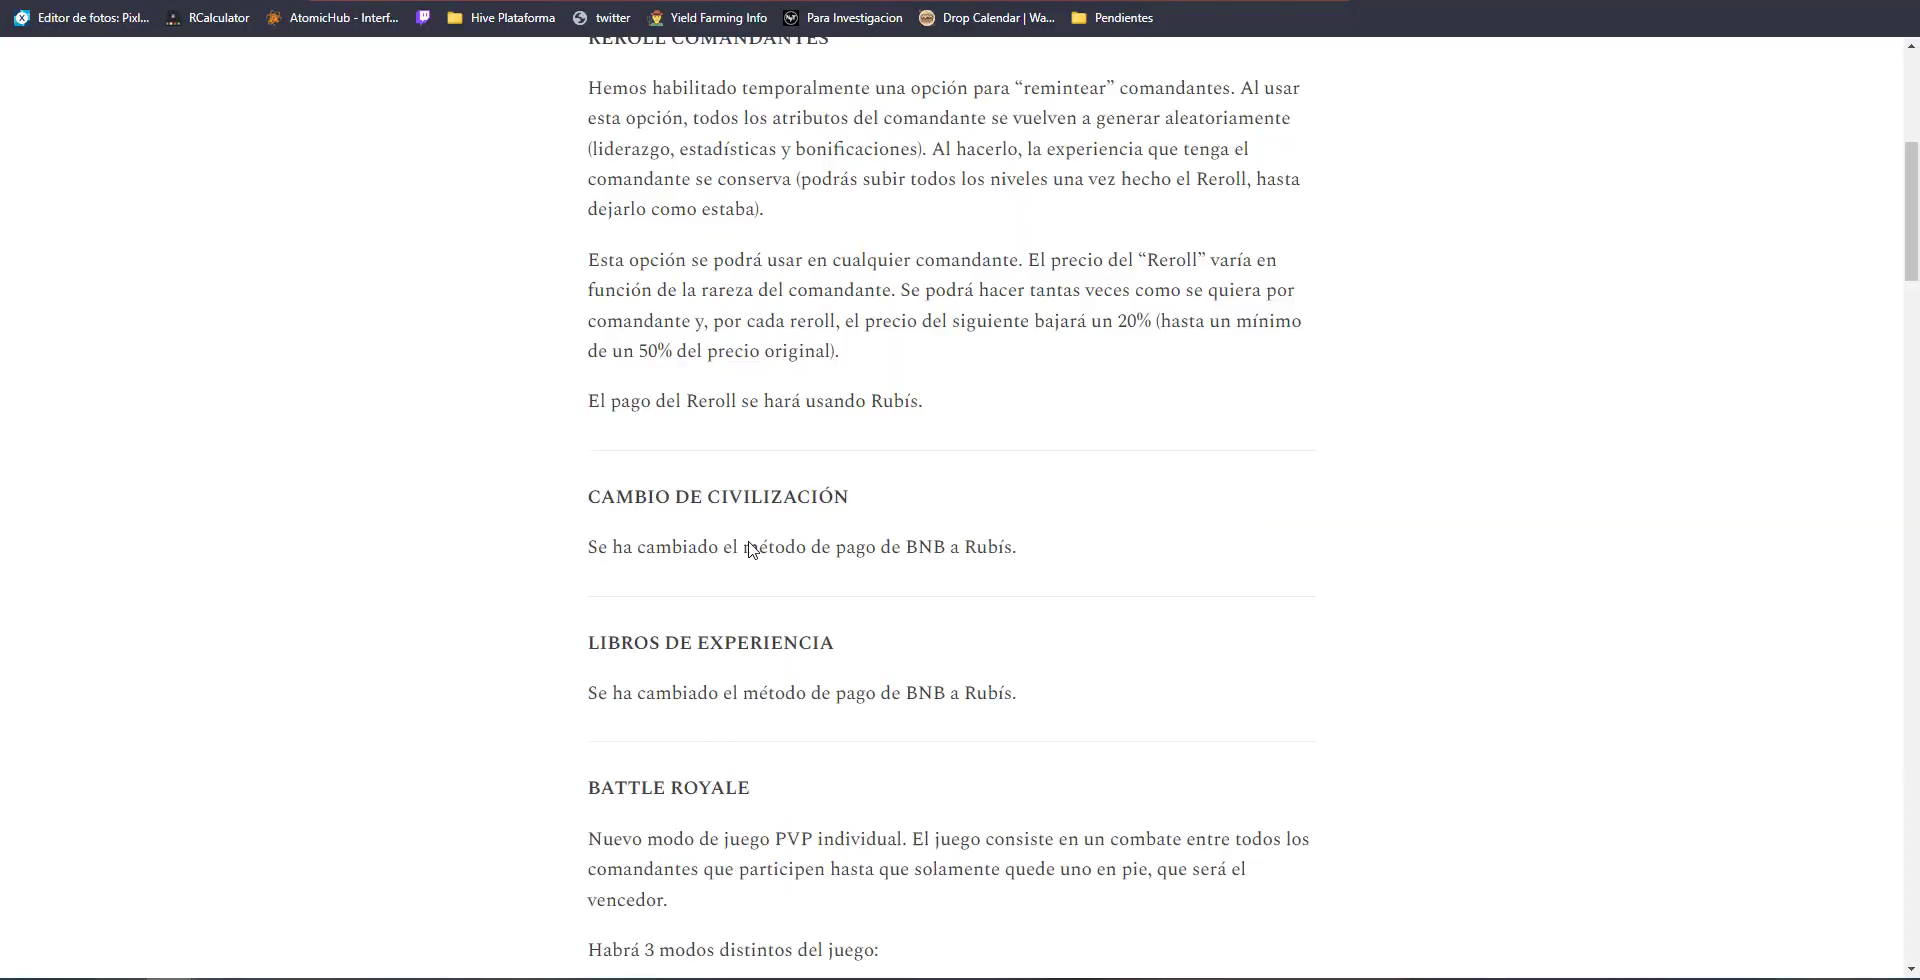 Editor de fotos: Pixl... RCalculator AtomicHub - Interf... Hive Plataforma twitter Yield Farming Info Para Investigacion Drop Calendar | Wa... Pendientes
REROLL COMANDANTES
Hemos habilitado temporalmente una opción para “remintear” comandantes. Al usar
esta opción, todos los atributos del comandante se vuelven a generar aleatoriamente
(liderazgo, estadísticas y bonificaciones). Al hacerlo, la experiencia que tenga el
comandante se conserva (podrás subir todos los niveles una vez hecho el Reroll, hasta
dejarlo como estaba).
Esta opción se podrá usar en cualquier comandante. El precio del “Reroll” varía en
función de la rareza del comandante. Se podrá hacer tantas veces como se quiera por
comandante y, por cada reroll, el precio del siguiente bajará un 20% (hasta un mínimo
de un 50% del precio original).
El pago del Reroll se hará usando Rubís.
CAMBIO DE CIVILIZACIÓN
Se ha cambiado el método de pago de BNB a Rubís.
LIBROS DE EXPERIENCIA
Se ha cambiado el método de pago de BNB a Rubís.
BATTLE ROYALE
Nuevo modo de juego PVP individual. El juego consiste en un combate entre todos los
comandantes que participen hasta que solamente quede uno en pie, que será el
vencedor.
Habrá 3 modos distintos del juego: